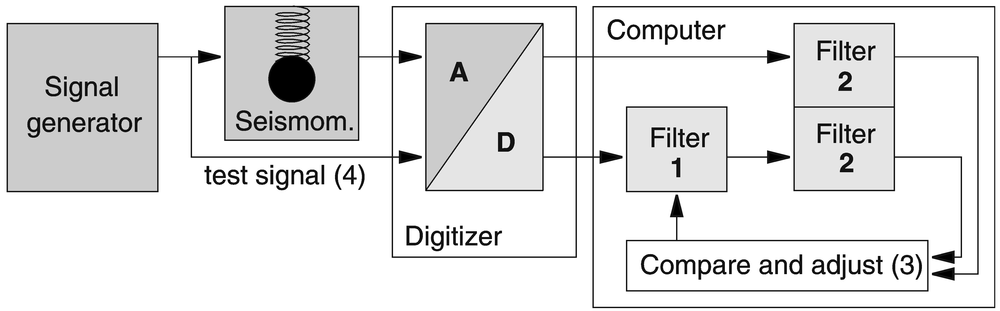 Signal
generator
Seismom.
test signal (4)
A
D
Digitizer
Computer
Filter
2
Filter
1
Filter
2
Compare and adjust (3)